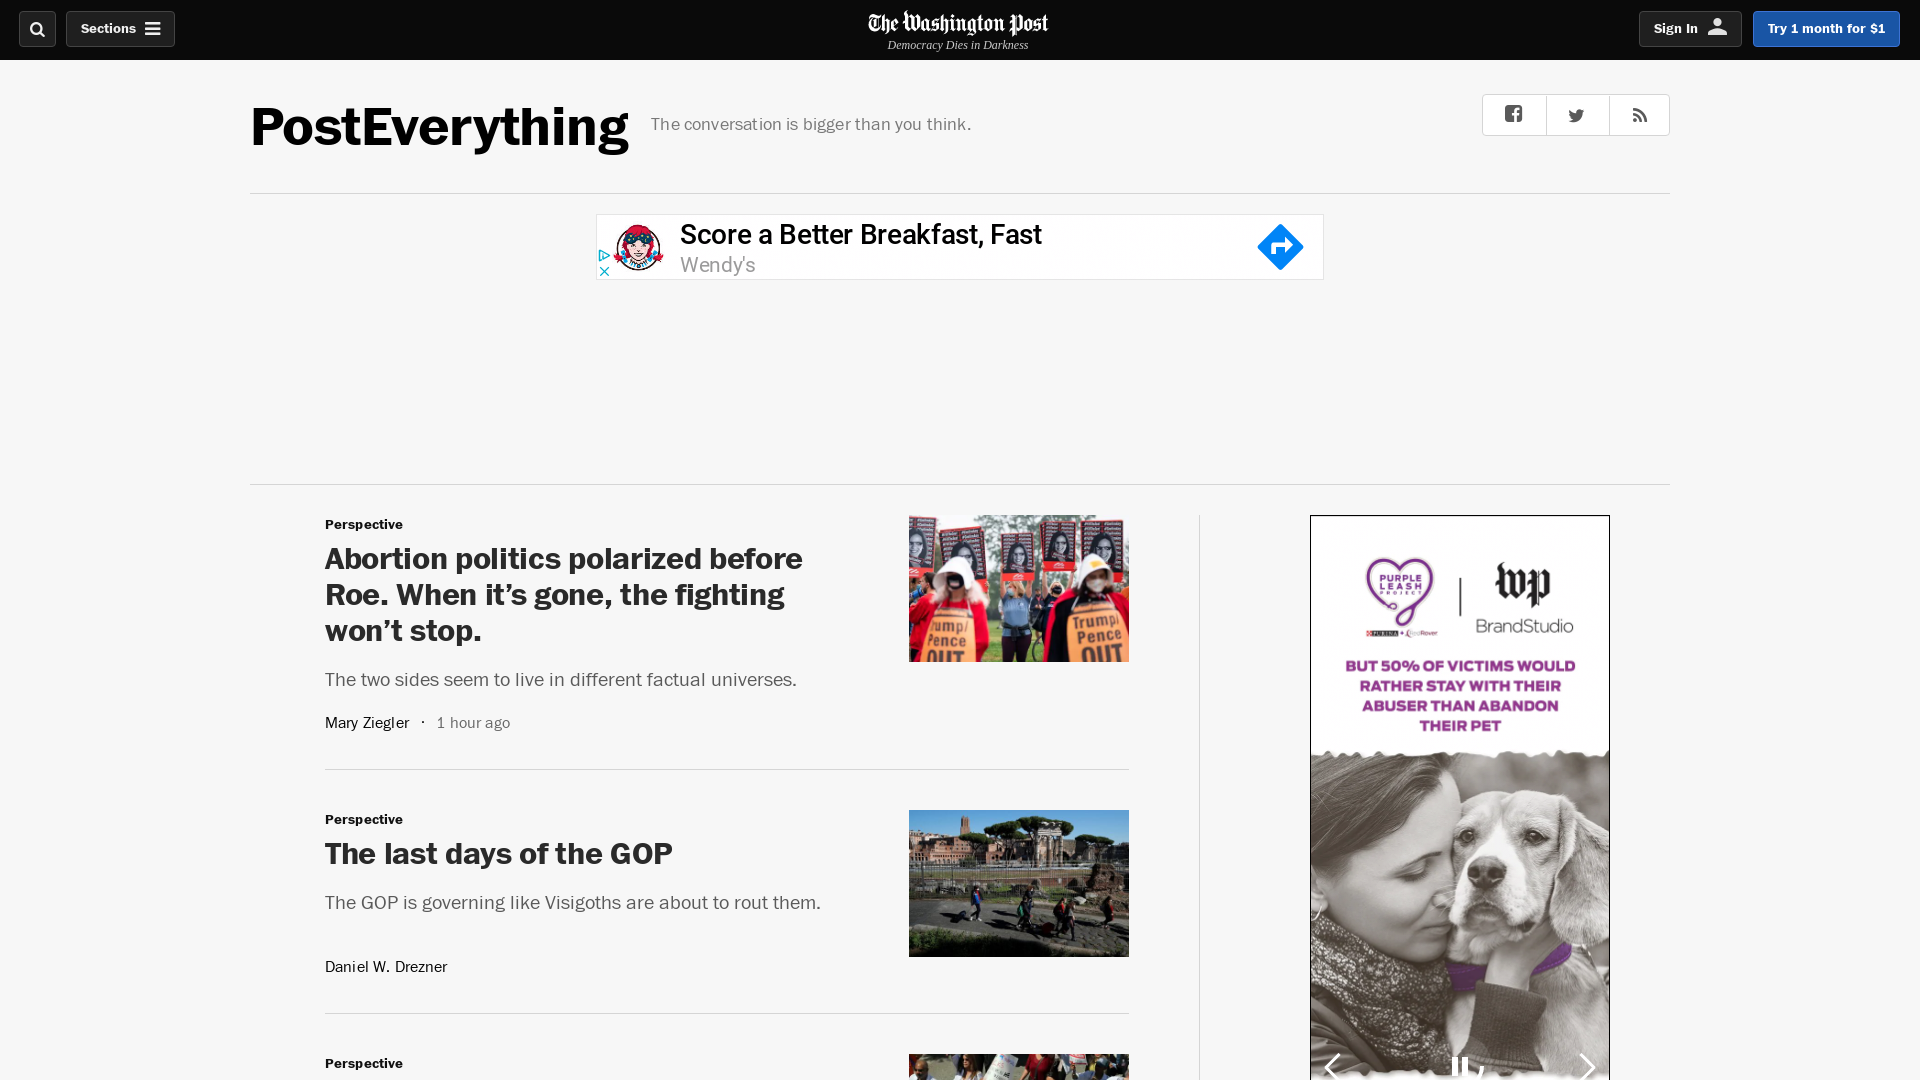 Sections
The Washington Post
Democracy Dies in Darkness
Sign In
Try 1 month for $1
PostEverything
The conversation is bigger than you think.
Score a Better Breakfast, Fast
Wendy's
Perspective
Abortion politics polarized before
Roe. When it’s gone, the fighting
won’t stop.
The two sides seem to live in different factual universes.
Mary Ziegler · 1 hour ago
Trump/
Pence
OUT
Trump/
Pence
OUT
Perspective
The last days of the GOP
The GOP is governing like Visigoths are about to rout them.
Daniel W. Drezner
Perspective
PURPLE
LEASH
PROJECT
wp
BrandStudio
PURINA + RedRover
BUT 50% OF VICTIMS WOULD
RATHER STAY WITH THEIR
ABUSER THAN ABANDON
THEIR PET